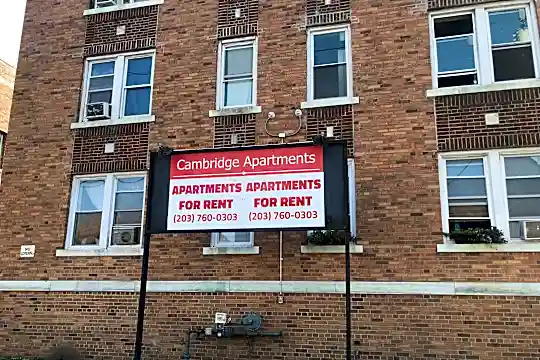 Cambridge Apartments
APARTMENTS APARTMENTS
FOR RENT FOR RENT
(203) 760-0303 (203) 760-0303